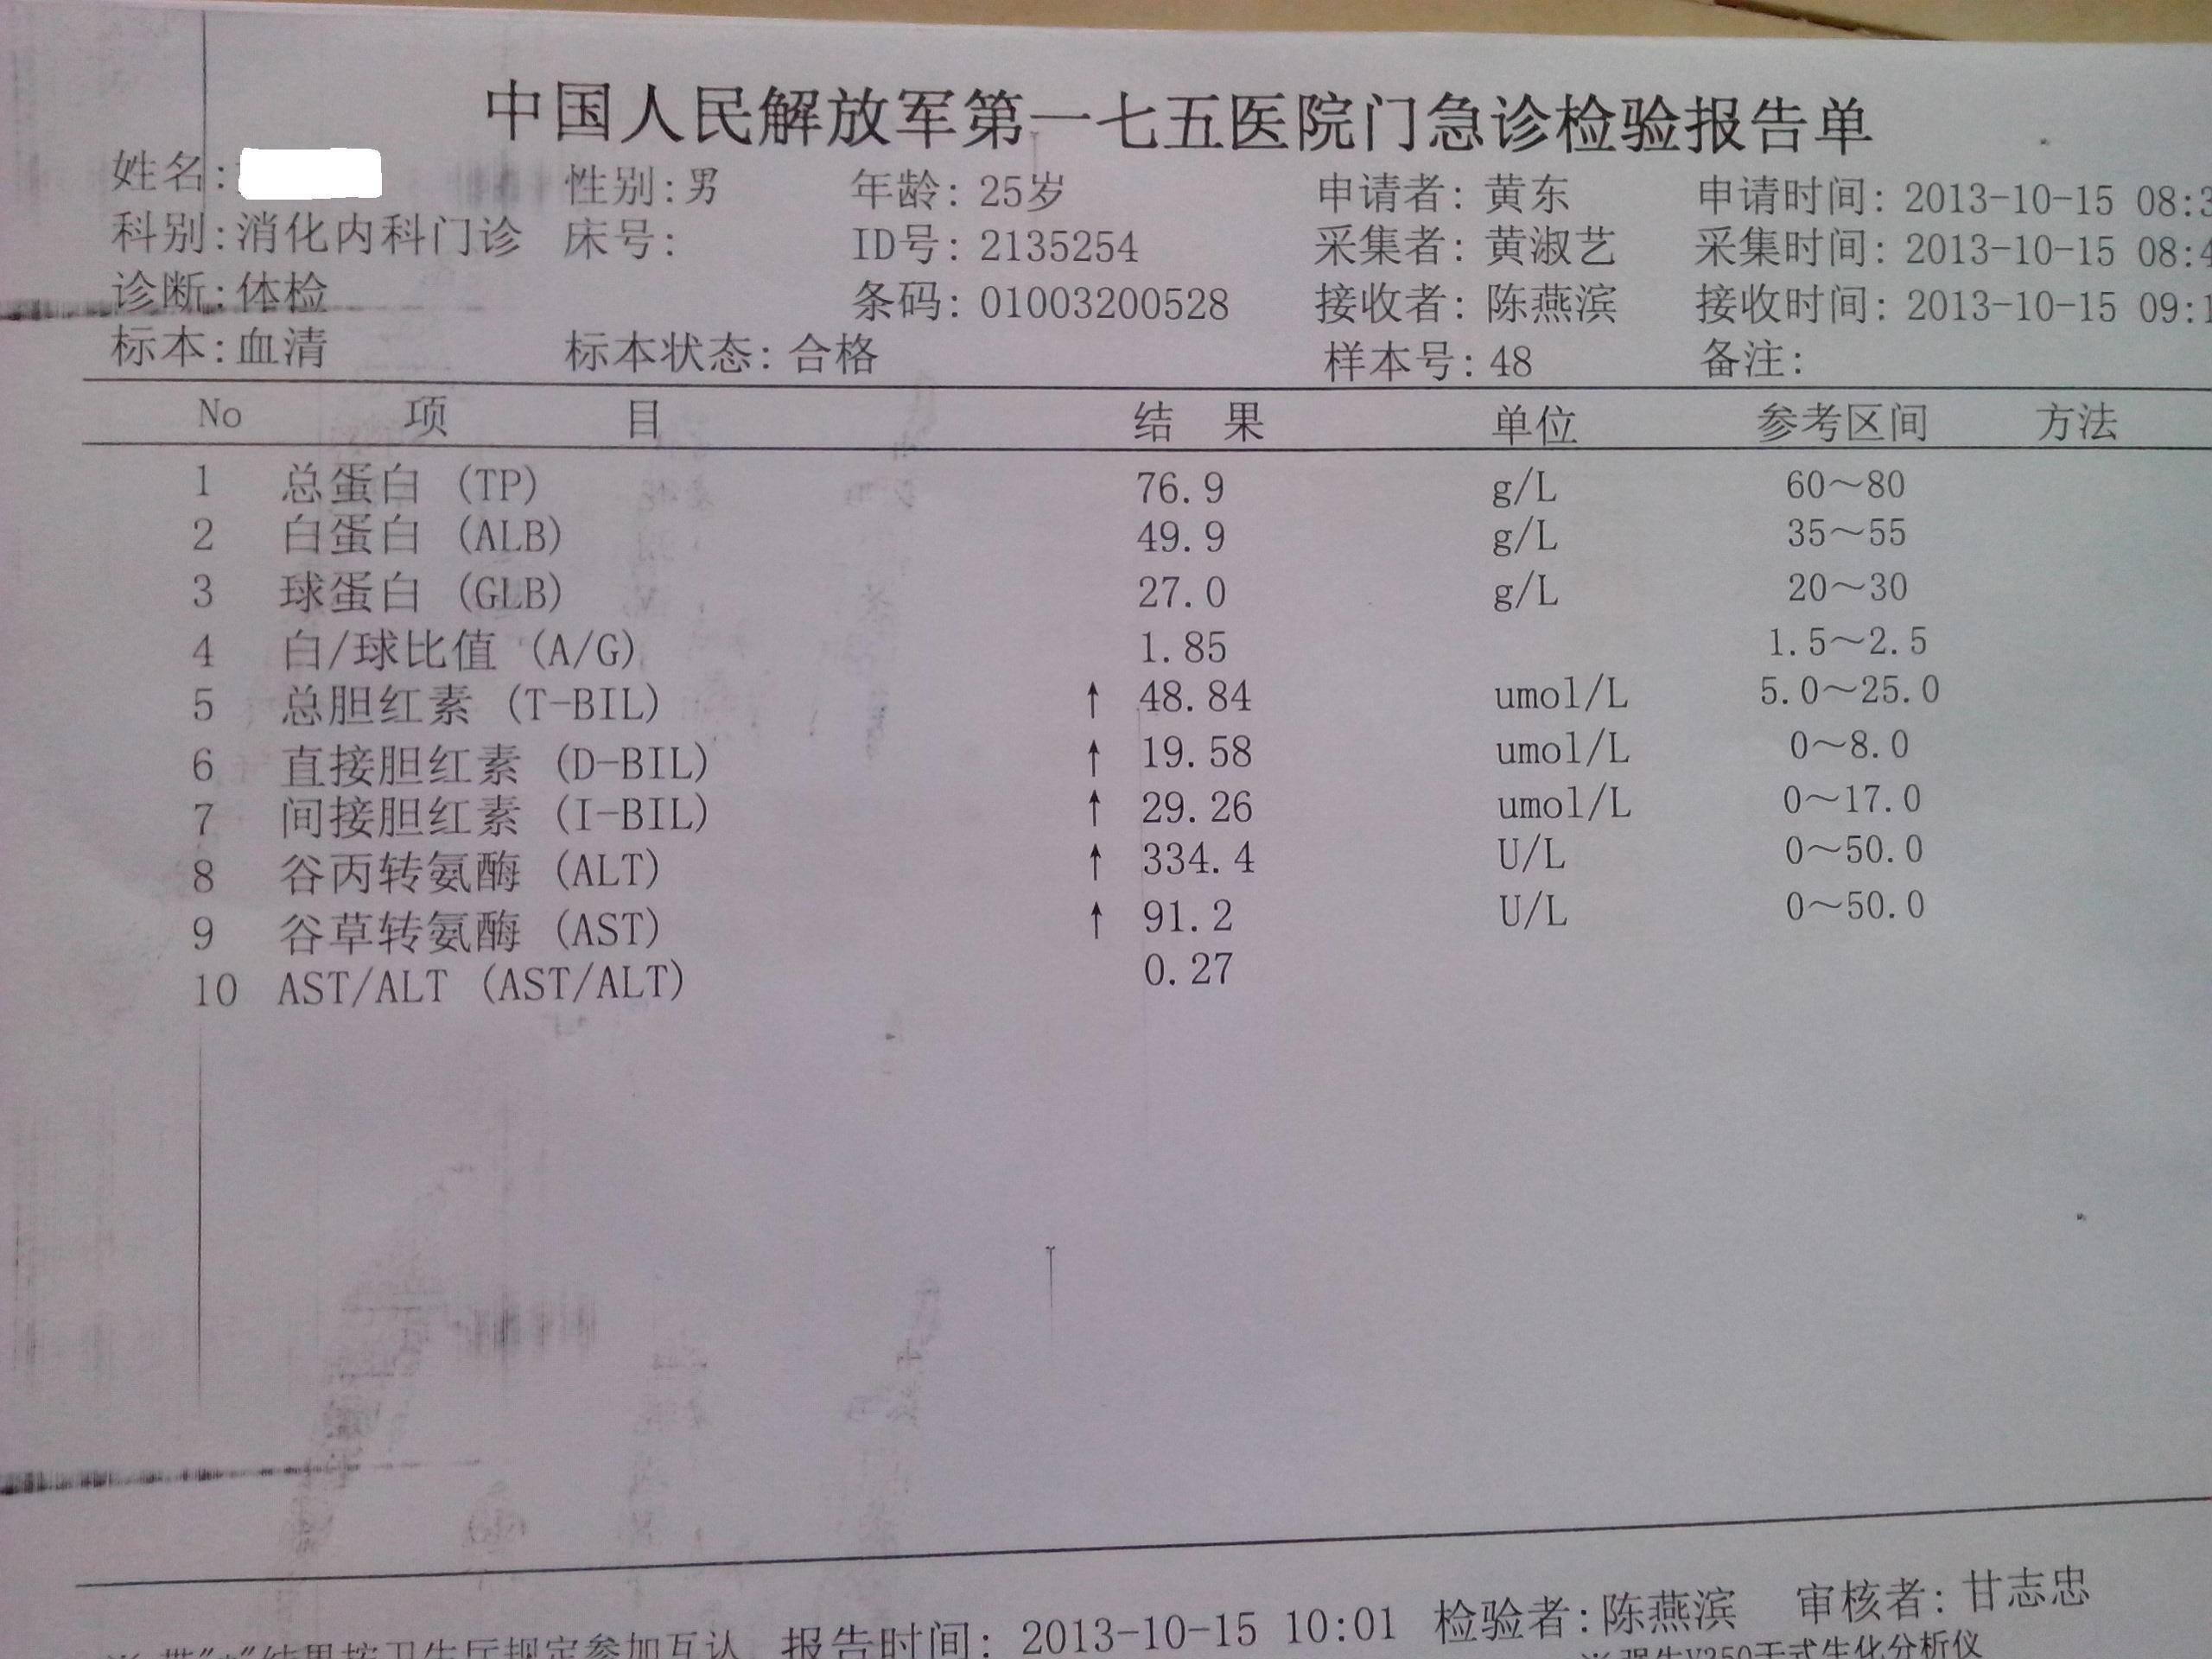 中国人民解放军第一七五医院门急诊检验报告单
姓名: 性别:男 年龄: 25岁 申请者: 黄东 申请时间: 2013-10-15 08:3
科别:消化内科门诊 床号: ID号: 2135254 采集者: 黄淑艺 采集时间: 2013-10-15 08:4
诊断:体检 条码: 01003200528 接收者: 陈燕滨 接收时间: 2013-10-15 09:1
标本:血清 标本状态: 合格 样本号: 48 备注:
No 项 目 结 果 单位 参考区间 方法
1 总蛋白 (TP) 76.9 g/L 60~80
2 白蛋白 (ALB) 49.9 g/L 35~55
3 球蛋白 (GLB) 27.0 g/L 20~30
4 白/球比值 (A/G) 1.85 1.5~2.5
5 总胆红素 (T-BIL) ↑ 48.84 umol/L 5.0~25.0
6 直接胆红素 (D-BIL) ↑ 19.58 umol/L 0~8.0
7 间接胆红素 (I-BIL) ↑ 29.26 umol/L 0~17.0
8 谷丙转氨酶 (ALT) ↑ 334.4 U/L 0~50.0
9 谷草转氨酶 (AST) ↑ 91.2 U/L 0~50.0
10 AST/ALT (AST/ALT) 0.27
报告时间: 2013-10-15 10:01 检验者: 陈燕滨 审核者: 甘志忠
结果按卫生厅规定参加互认
干式生化分析仪